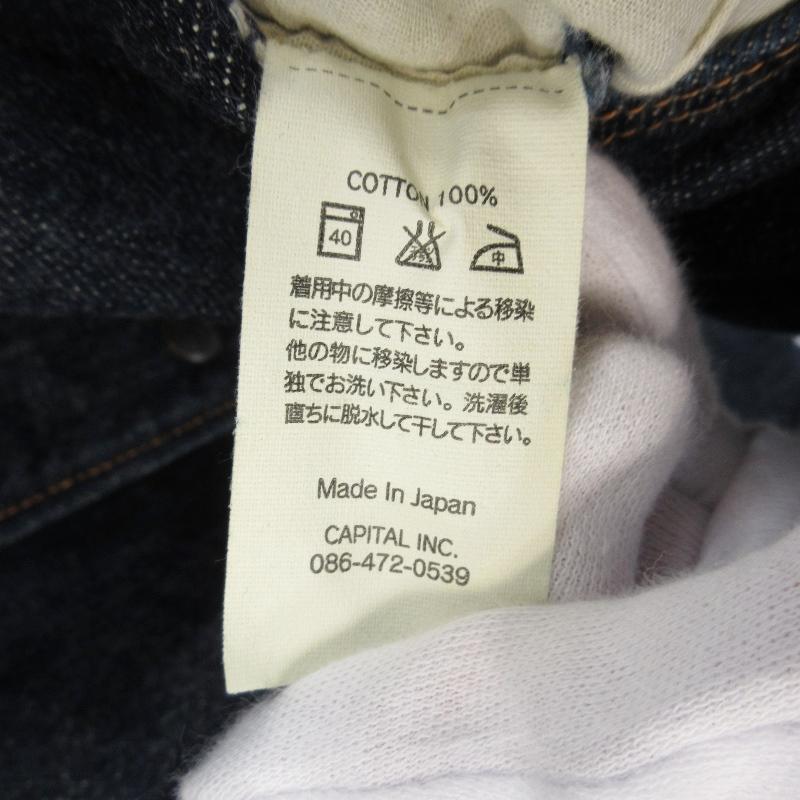 COTTON 100%
40 中
着用中の摩擦等による移染
に注意して下さい。
他の物に移染しますので単
独でお洗い下さい。洗濯後
直ちに脱水して干して下さい。
Made In Japan
CAPITAL INC.
086-472-0539